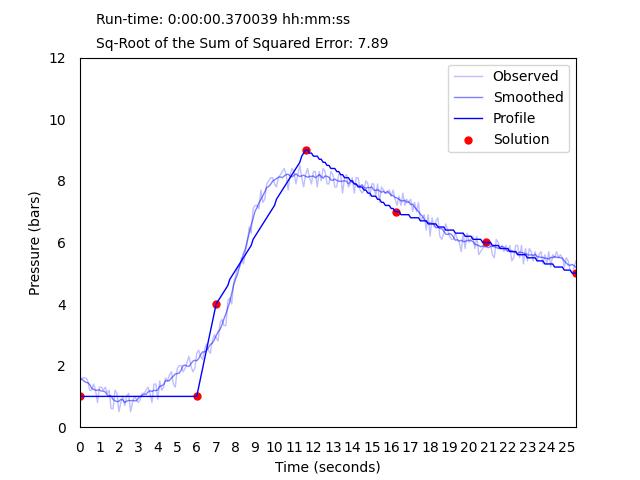 Run-time: 0:00:00.370039 hh:mm:ss
Sq-Root of the Sum of Squared Error: 7.89
12
10
8
6
4
2
0
Pressure (bars)
Observed
Smoothed
Profile
Solution
0 1 2 3 4 5 6 7 8 9 10 11 12 13 14 15 16 17 18 19 20 21 22 23 24 25
Time (seconds)